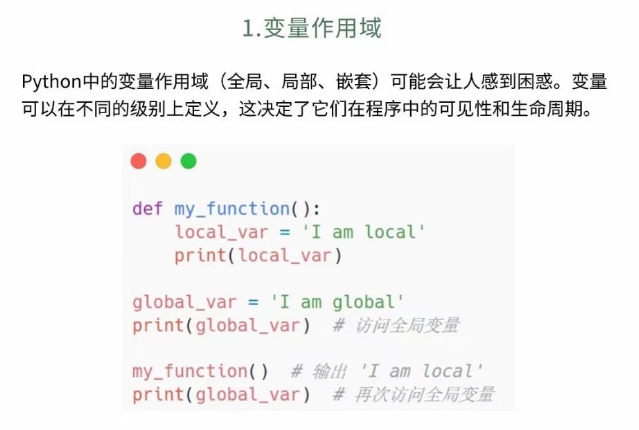 1.变量作用域
Python中的变量作用域（全局、局部、嵌套）可能会让人感到困惑。变量
可以在不同的级别上定义，这决定了它们在程序中的可见性和生命周期。
def my_function():
    local_var = 'I am local'
    print(local_var)
global_var = 'I am global'
print(global_var)  # 访问全局变量
my_function()  # 输出 'I am local'
print(global_var)  # 再次访问全局变量